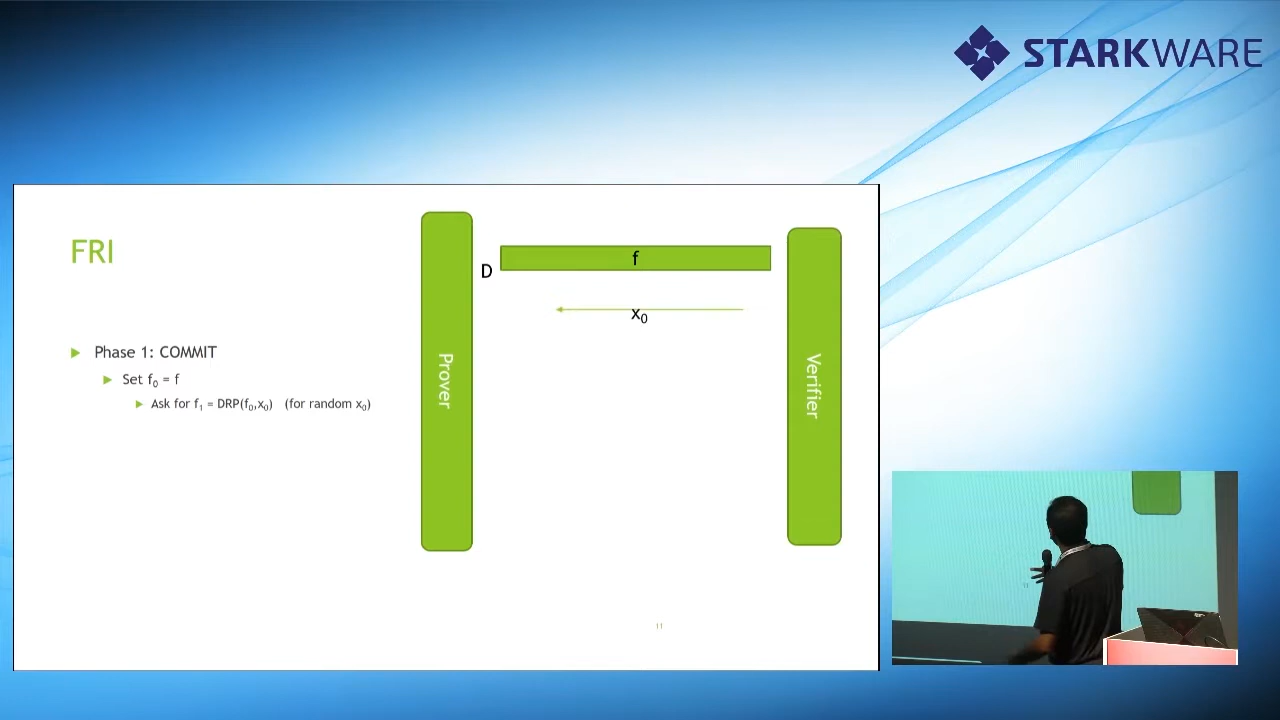 STARKWARE
FRI
D
f
x₀
Phase 1: COMMIT
Set f₀ = f
Ask for f₁ = DRP(f₀,x₀) (for random x₀)
Prover
Verifier
11